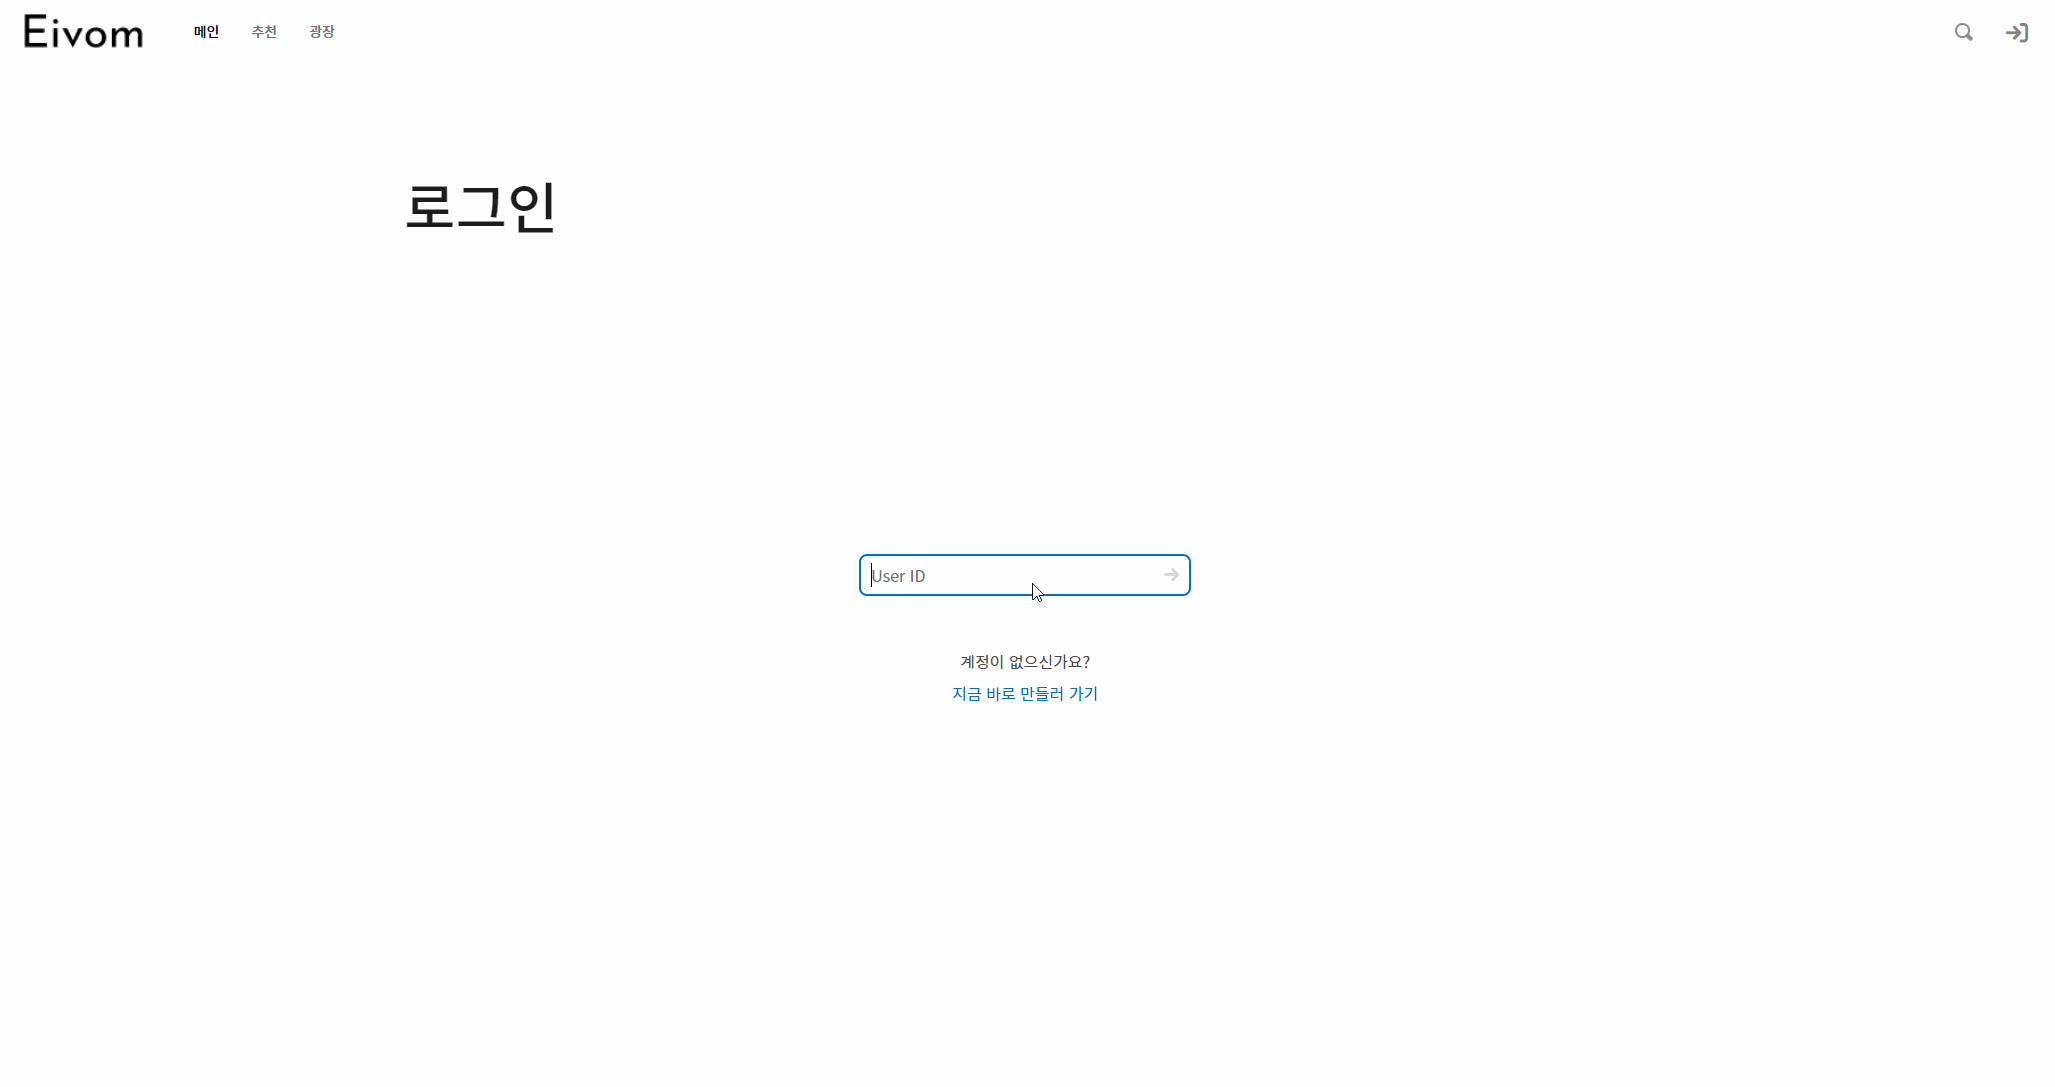 Eivom 메인 추천 광장
로그인
User ID
계정이 없으신가요?
지금 바로 만들러 가기